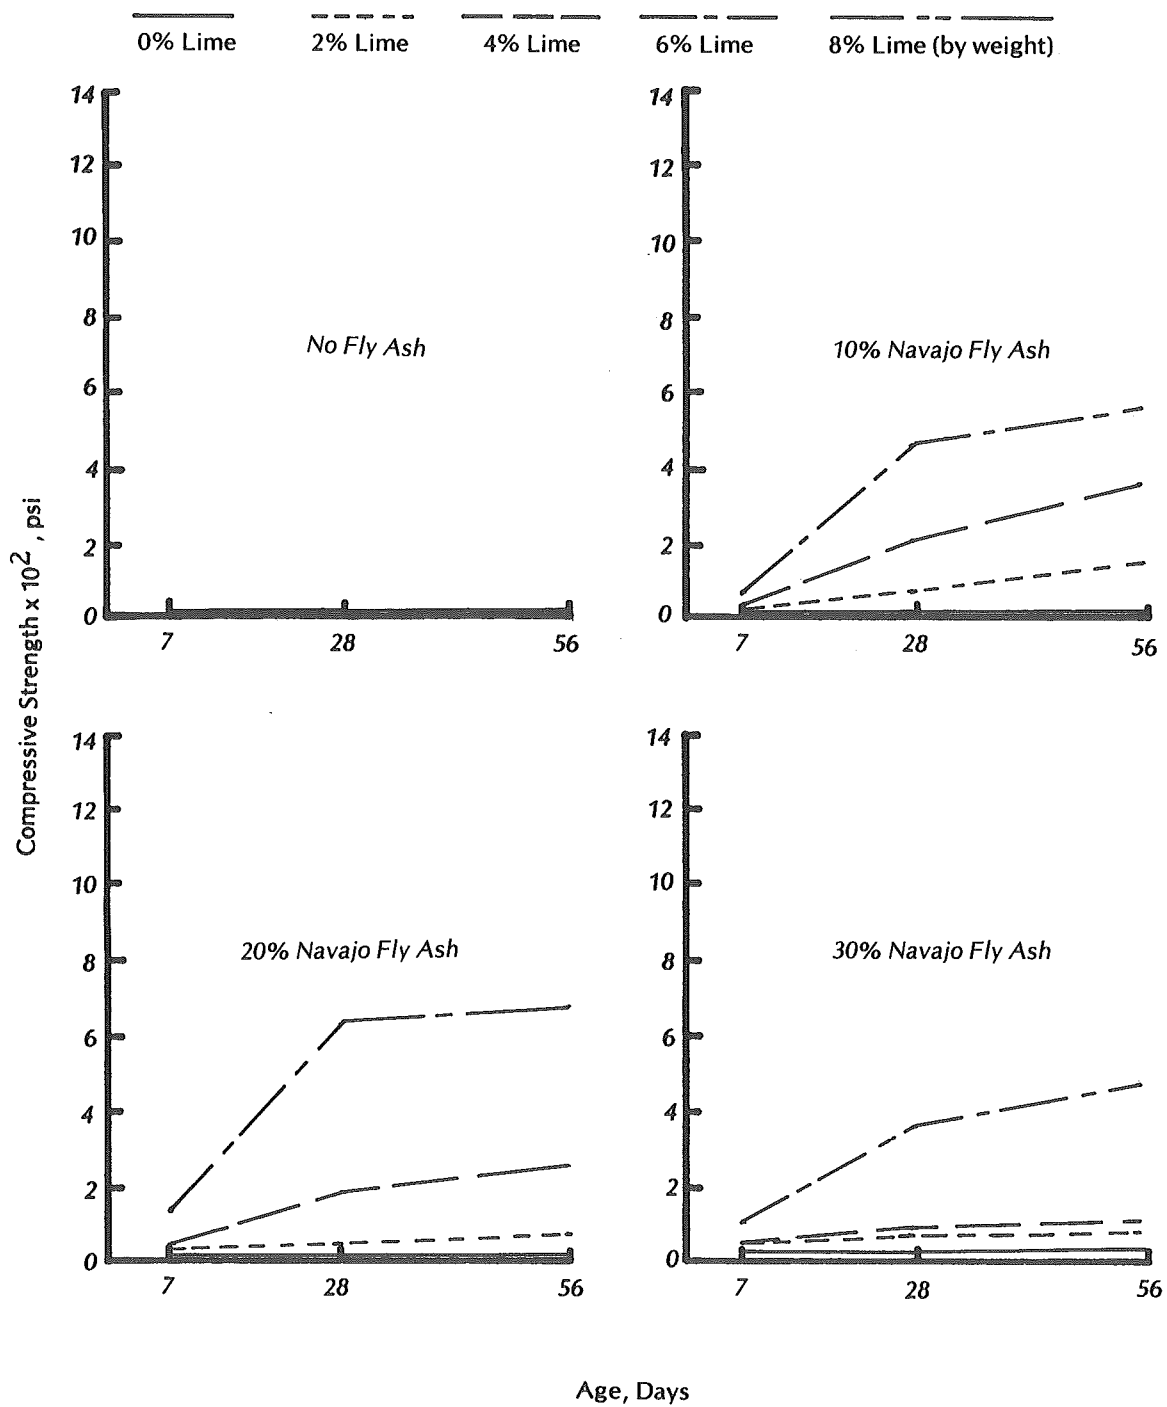 0% Lime 2% Lime 4% Lime 6% Lime 8% Lime (by weight)
14
12
10
8
6
4
2
0
No Fly Ash
7 28 56
14
12
10
8
6
4
2
0
10% Navajo Fly Ash
7 28 56
Compressive Strength x 10², psi
14
12
10
8
6
4
2
0
20% Navajo Fly Ash
7 28 56
14
12
10
8
6
4
2
0
30% Navajo Fly Ash
7 28 56
Age, Days